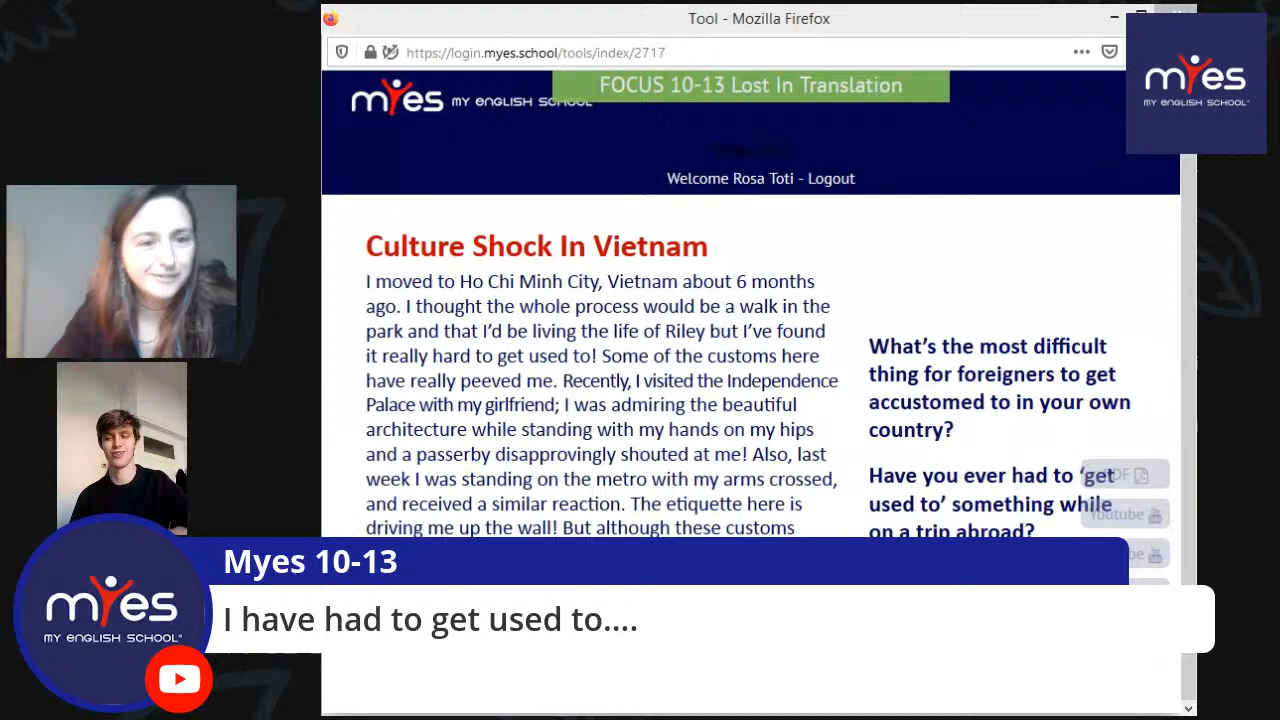 Tool - Mozilla Firefox
https://login.myes.school/tools/index/2717
myes MY ENGLISH SCHOOL
FOCUS 10-13 Lost In Translation
myes
MY ENGLISH SCHOOL
Welcome Rosa Toti - Logout
Culture Shock In Vietnam
I moved to Ho Chi Minh City, Vietnam about 6 months
ago. I thought the whole process would be a walk in the
park and that I'd be living the life of Riley but I've found
it really hard to get used to! Some of the customs here
have really peeved me. Recently, I visited the Independence
Palace with my girlfriend; I was admiring the beautiful
architecture while standing with my hands on my hips
and a passerby disapprovingly shouted at me! Also, last
week I was standing on the metro with my arms crossed,
and received a similar reaction. The etiquette here is
driving me up the wall! But although these customs
What's the most difficult
thing for foreigners to get
accustomed to in your own
country?
Have you ever had to 'get
used to' something while
on a trip abroad?
PDF
Youtube
Myes 10-13
I have had to get used to....
myes
MY ENGLISH SCHOOL